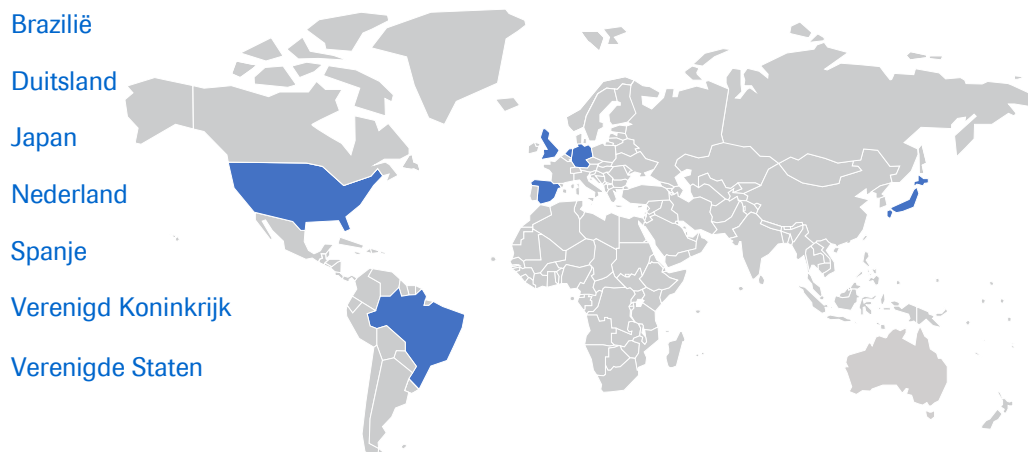 Brazilië
Duitsland
Japan
Nederland
Spanje
Verenigd Koninkrijk
Verenigde Staten